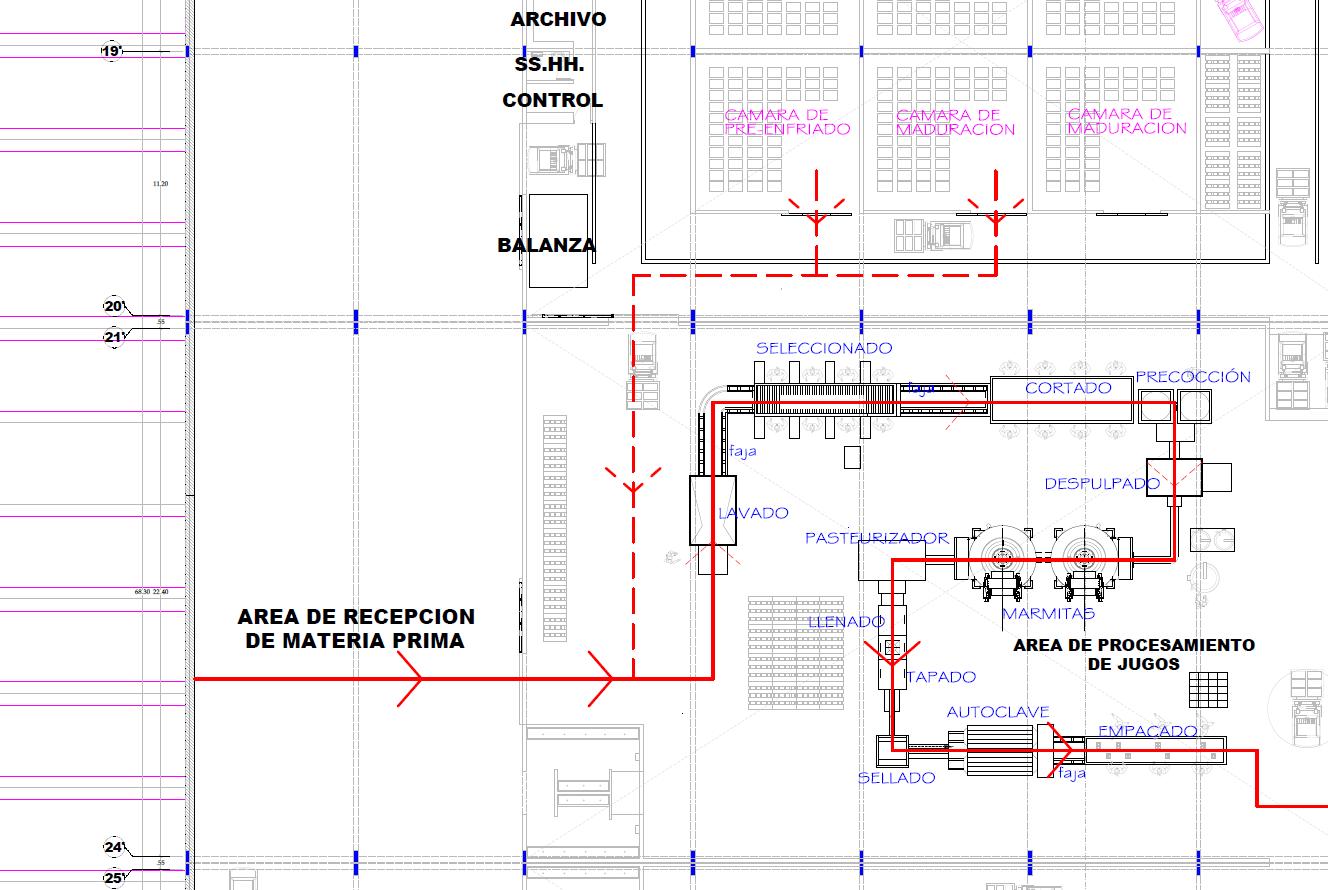 ARCHIVO
19'
SS.HH.
CONTROL
CAMARA DE
PRE-ENFRIADO
CAMARA DE
MADURACION
CAMARA DE
MADURACION
11.20
BALANZA
20'
.55
21'
SELECCIONADO
PRECOCCIÓN
faja
CORTADO
faja
DESPULPADO
LAVADO
PASTEURIZADOR
68.30 22.40
AREA DE RECEPCION
DE MATERIA PRIMA
LLENADO
MARMITAS
AREA DE PROCESAMIENTO
DE JUGOS
TAPADO
AUTOCLAVE
EMPACADO
SELLADO
faja
24'
.55
25'